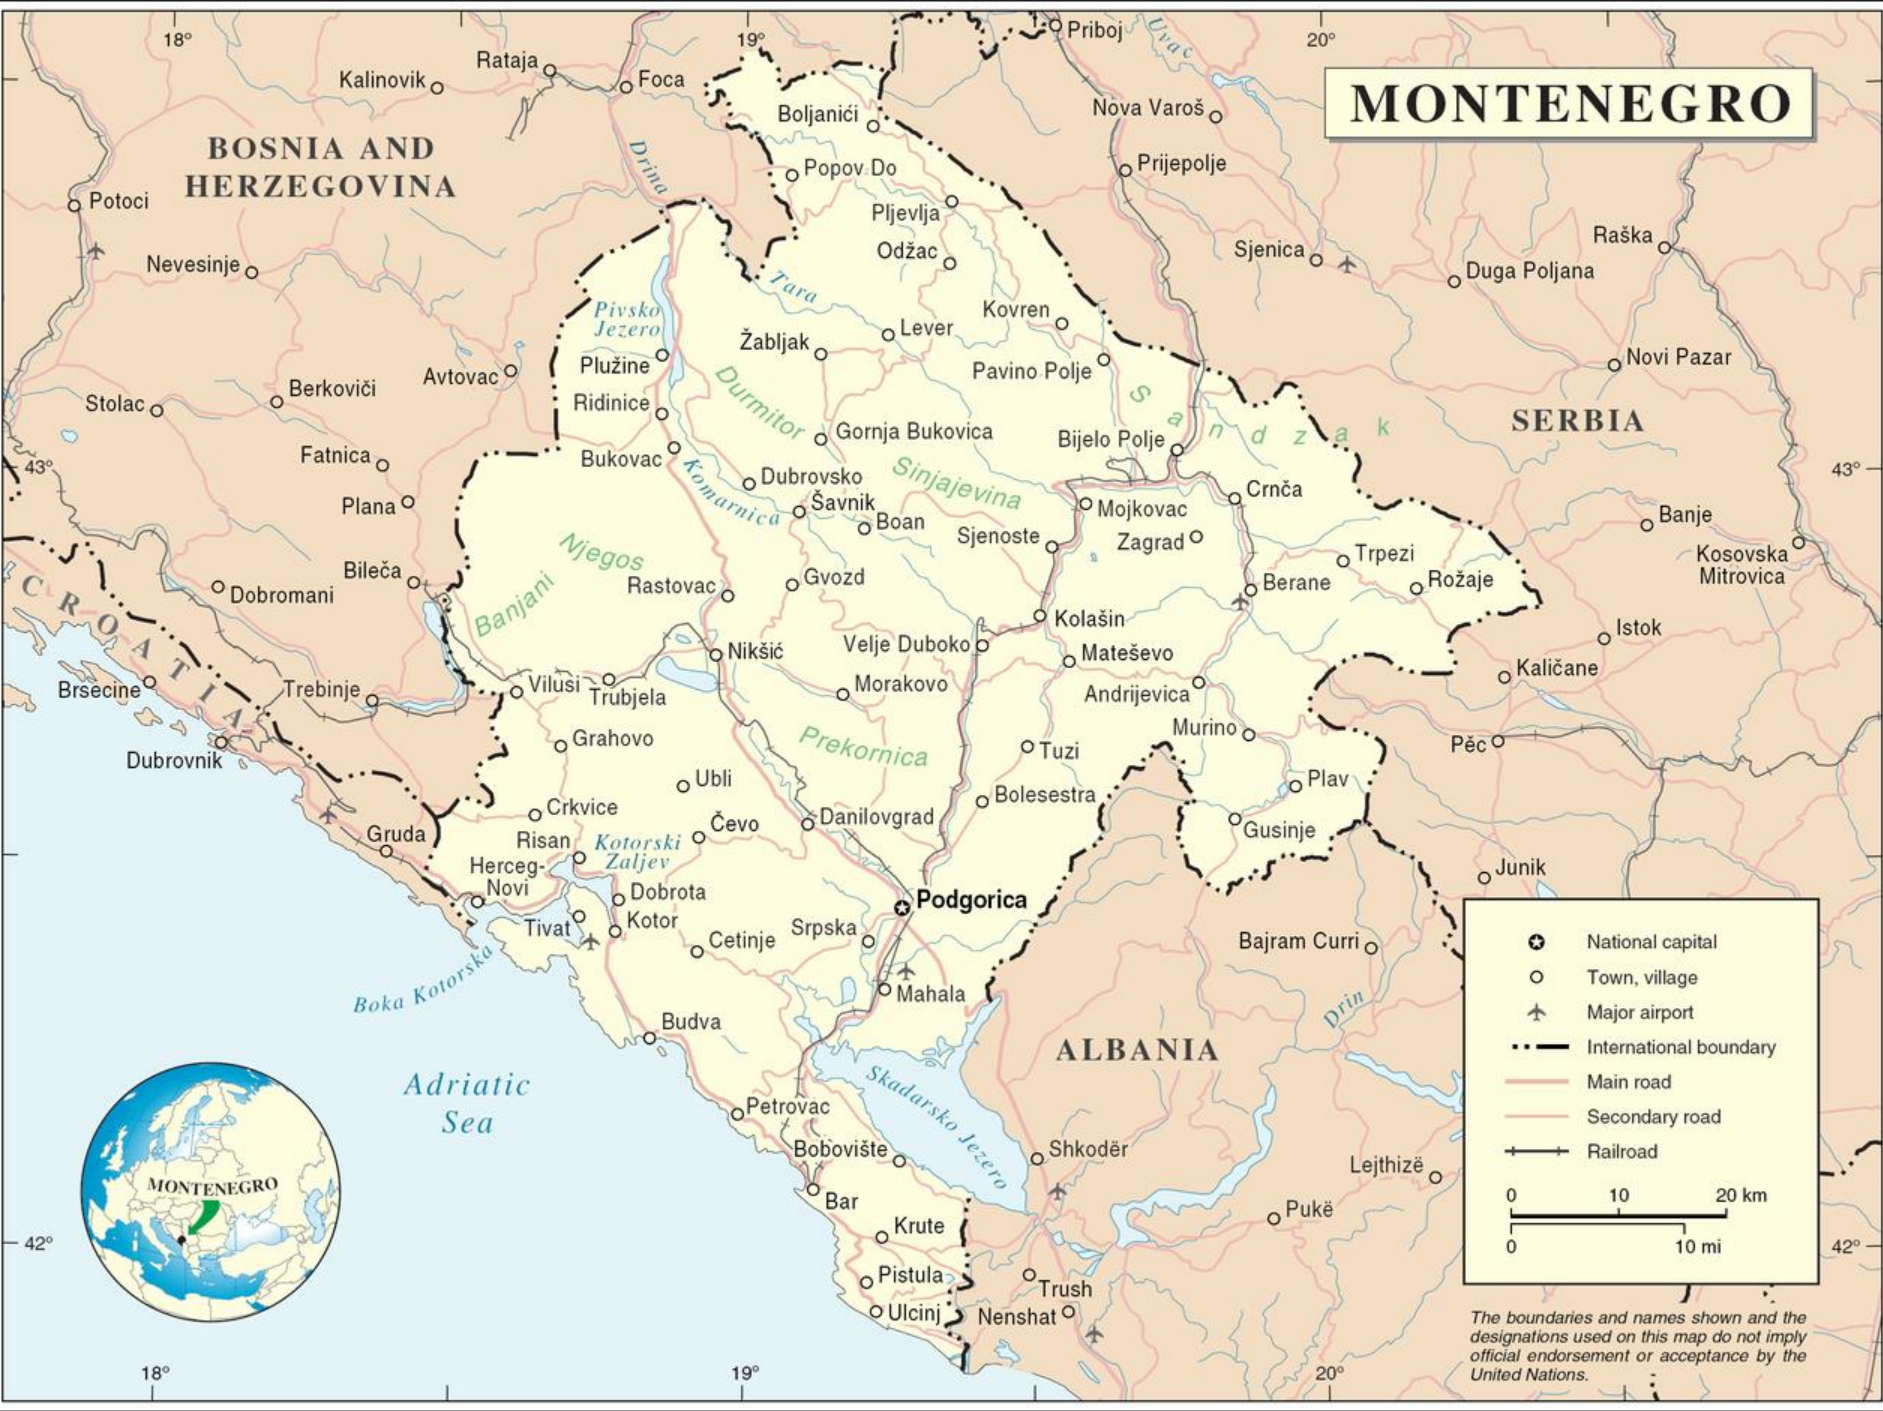 18°
19°
20°
Priboj
Uvac
Rataja
Kalinovik
Foca
MONTENEGRO
Boljanići
Nova Varoš
BOSNIA AND
HERZEGOVINA
Drina
Popov Do
Prijepolje
Potoci
Pljevlja
Odžac
Raška
Sjenica
Nevesinje
Duga Poljana
Tara
Pivsko
Jezero
Kovren
Lever
Žabljak
Plužine
Pavino Polje
Novi Pazar
Avtovac
Berkoviči
Stolac
Ridinice
Durmitor
Sandzak
SERBIA
Gornja Bukovica
Bijelo Polje
Fatnica
43°
43°
Bukovac
Komarnica
Dubrovsko
Sinjajevina
Crnča
Plana
Šavnik
Boan
Mojkovac
Banje
Sjenoste
Zagrad
Njegos
Trpezi
Kosovska
Mitrovica
CROATIA
Bileča
Dobromani
Banjani
Rastovac
Gvozd
Berane
Rožaje
Kolašin
Istok
Nikšić
Velje Duboko
Mateševo
Kaličane
Brsecine
Trebinje
Vilusi
Trubjela
Morakovo
Andrijevica
Murino
Dubrovnik
Grahovo
Prekornica
Tuzi
Pěc
Ubli
Plav
Bolesestra
Crkvice
Čevo
Danilovgrad
Gusinje
Gruda
Risan
Kotorski
Zaljev
Herceg-
Novi
Junik
Dobrota
Podgorica
Tivat
Kotor
Srpska
Cetinje
Bajram Curri
Boka Kotorska
Mahala
Drin
Budva
ALBANIA
Adriatic
Sea
Skadarsko Jezero
Petrovac
Bobovište
Shkodër
Lejthizë
MONTENEGRO
Bar
Pukë
Krute
42°
42°
Pistula
Trush
Ulcinj
Nenshat
National capital
Town, village
Major airport
International boundary
Main road
Secondary road
Railroad
0 10 20 km
0 10 mi
The boundaries and names shown and the
designations used on this map do not imply
official endorsement or acceptance by the
United Nations.
18°
19°
20°